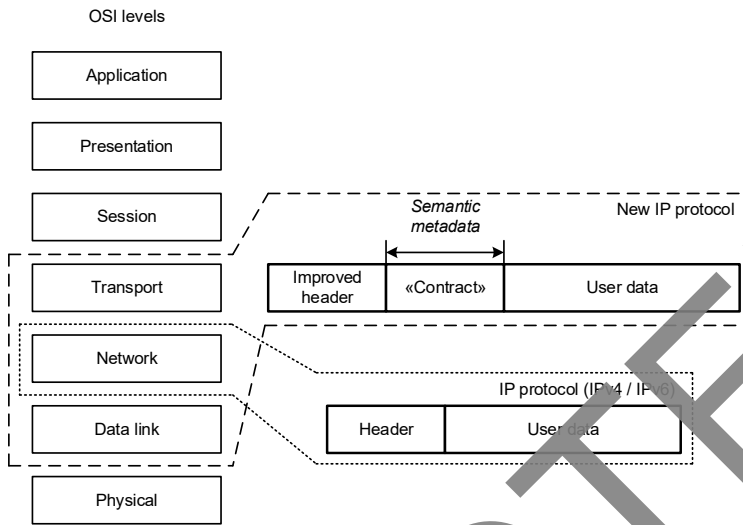 OSI levels
Application
Presentation
Session
Transport
Network
Data link
Physical
Semantic
metadata
New IP protocol
Improved
header
«Contract»
User data
IP protocol (IPv4 / IPv6)
Header
User data